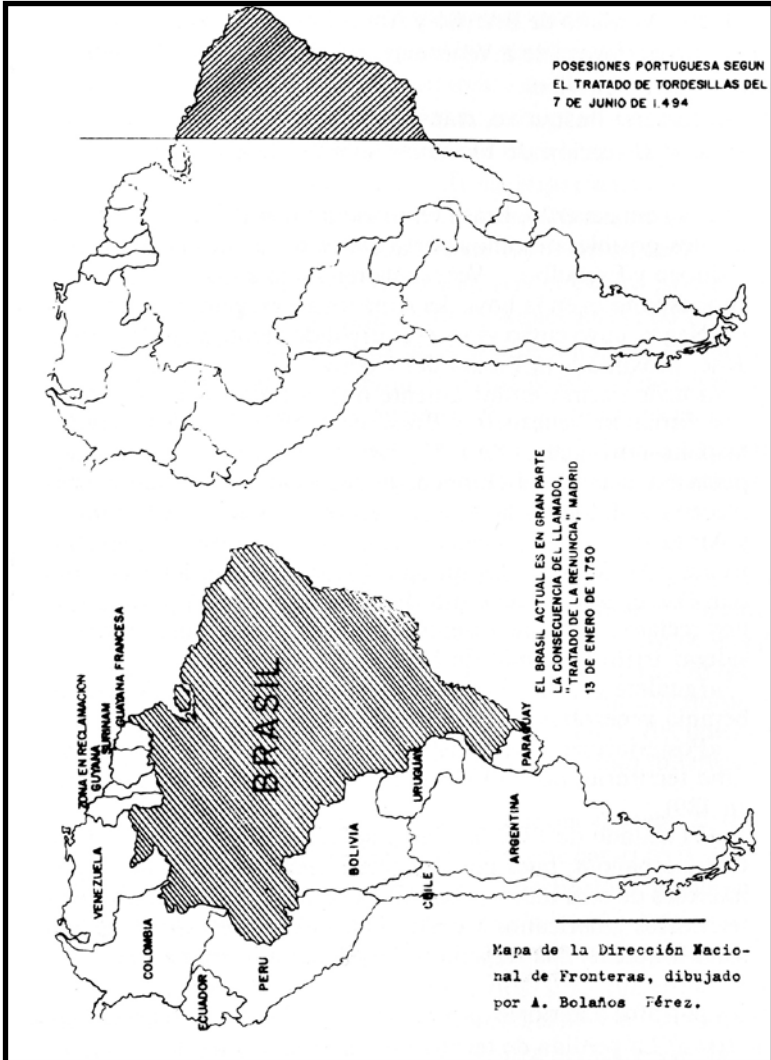 POSESIONES PORTUGUESA SEGUN
EL TRATADO DE TORDESILLAS DEL
7 DE JUNIO DE 1.494
EL BRASIL ACTUAL ES EN GRAN PARTE
LA CONSECUENCIA DEL LLAMADO,
"TRATADO DE LA RENUNCIA," MADRID
13 DE ENERO DE 1750
ZONA EN RECLAMACION
GUYANA
SURINAM
GUAYANA FRANCESA
VENEZUELA
COLOMBIA
ECUADOR
PERU
BRASIL
BOLIVIA
CHILE
URUGUAY
ARGENTINA
PARAGUAY
Mapa de la Dirección Nacio-
nal de Fronteras, dibujado
por A. Bolaños Pérez.